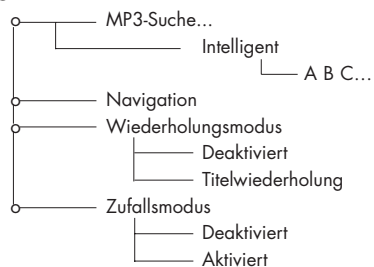 MP3-Suche...
Intelligent
A B C...
Navigation
Wiederholungsmodus
Deaktiviert
Titelwiederholung
Zufallsmodus
Deaktiviert
Aktiviert